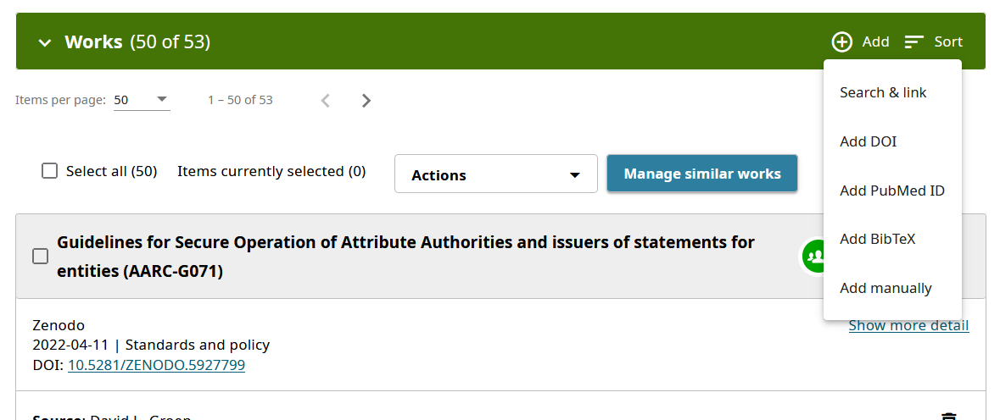 Works (50 of 53)
Add
Sort
Search & link
Add DOI
Add PubMed ID
Add BibTeX
Add manually
Items per page: 50
1 – 50 of 53
Select all (50)
Items currently selected (0)
Actions
Manage similar works
Guidelines for Secure Operation of Attribute Authorities and issuers of statements for
entities (AARC-G071)
Zenodo
2022-04-11 | Standards and policy
DOI: 10.5281/ZENODO.5927799
Show more detail
Source: David L. Groep